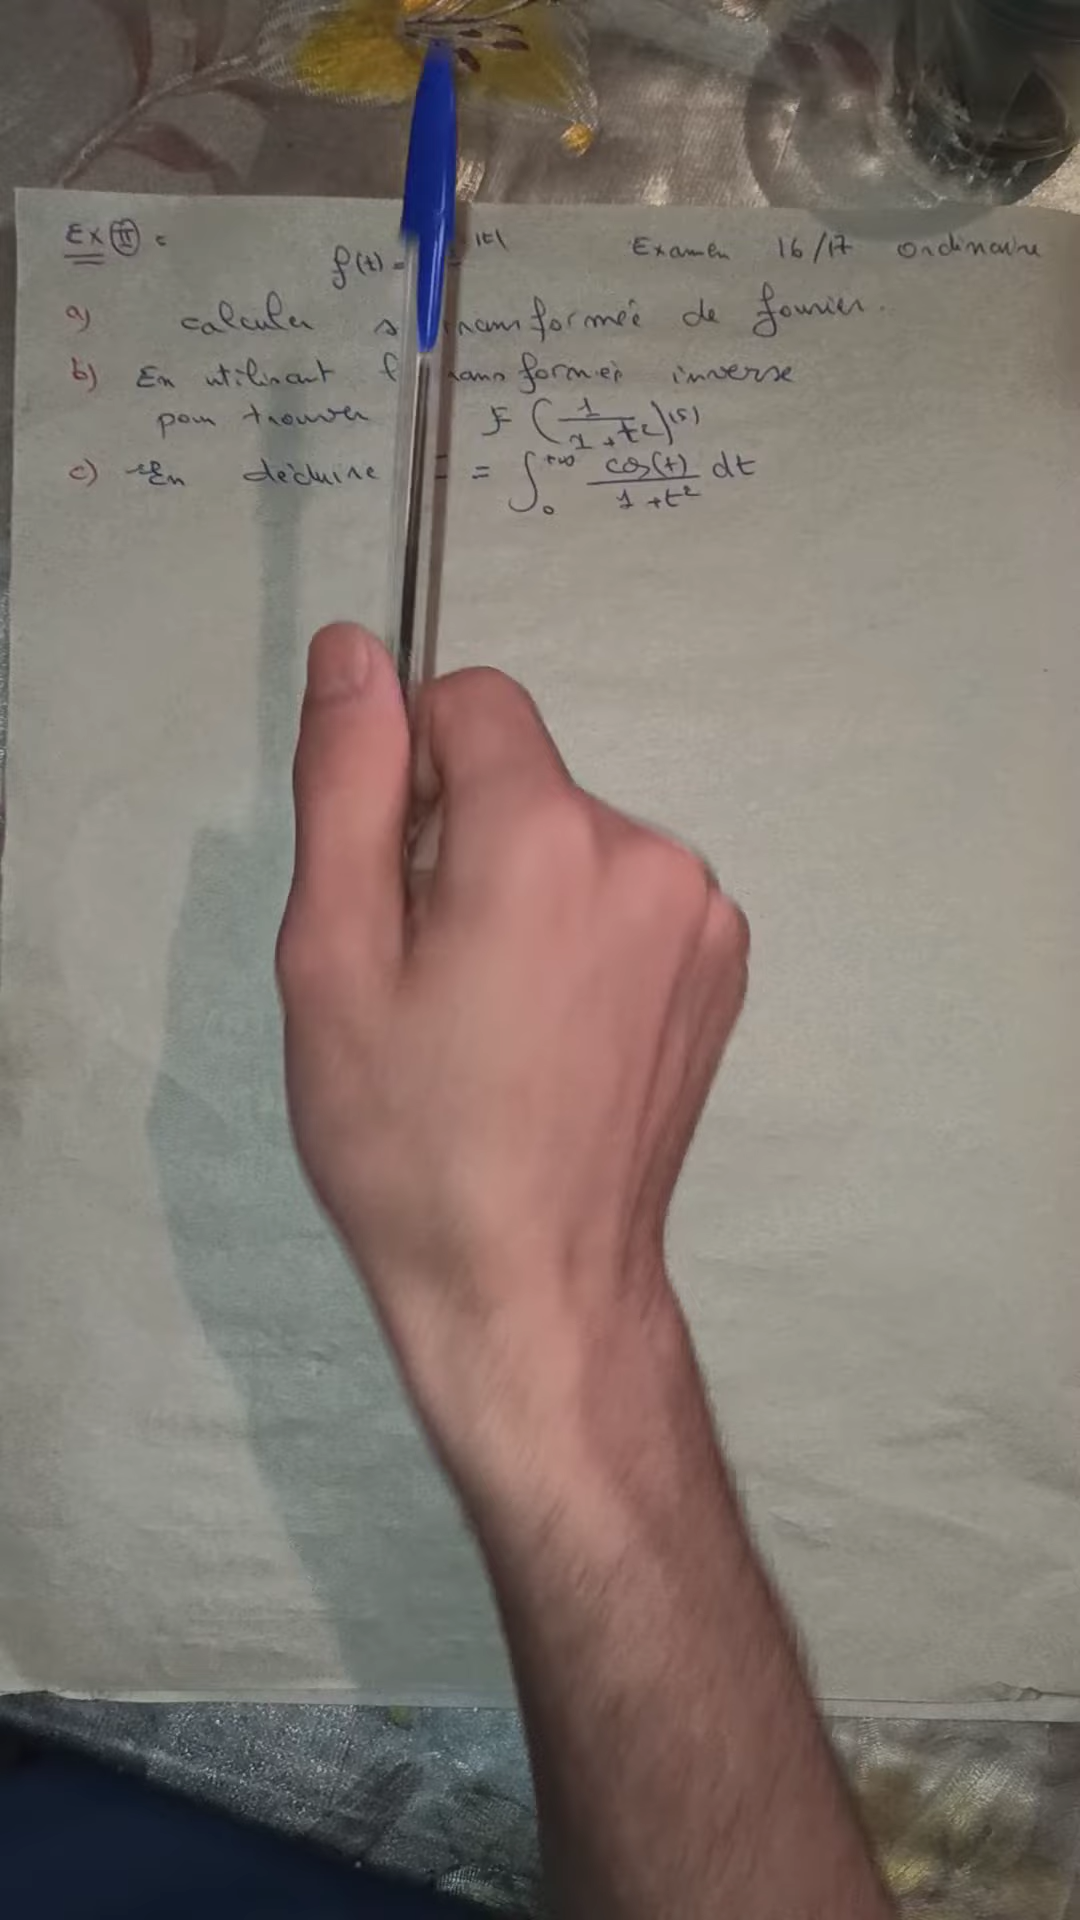 Ex II :
f(t) = |t| Examen 16/17 ordinaire
a) calculer transformée de fourier.
b) En utilisant inverse
pour trouver F (1/(1+t²))(s)
c) En déduire = ∫₀^{+∞} cos(t)/(1+t²) dt